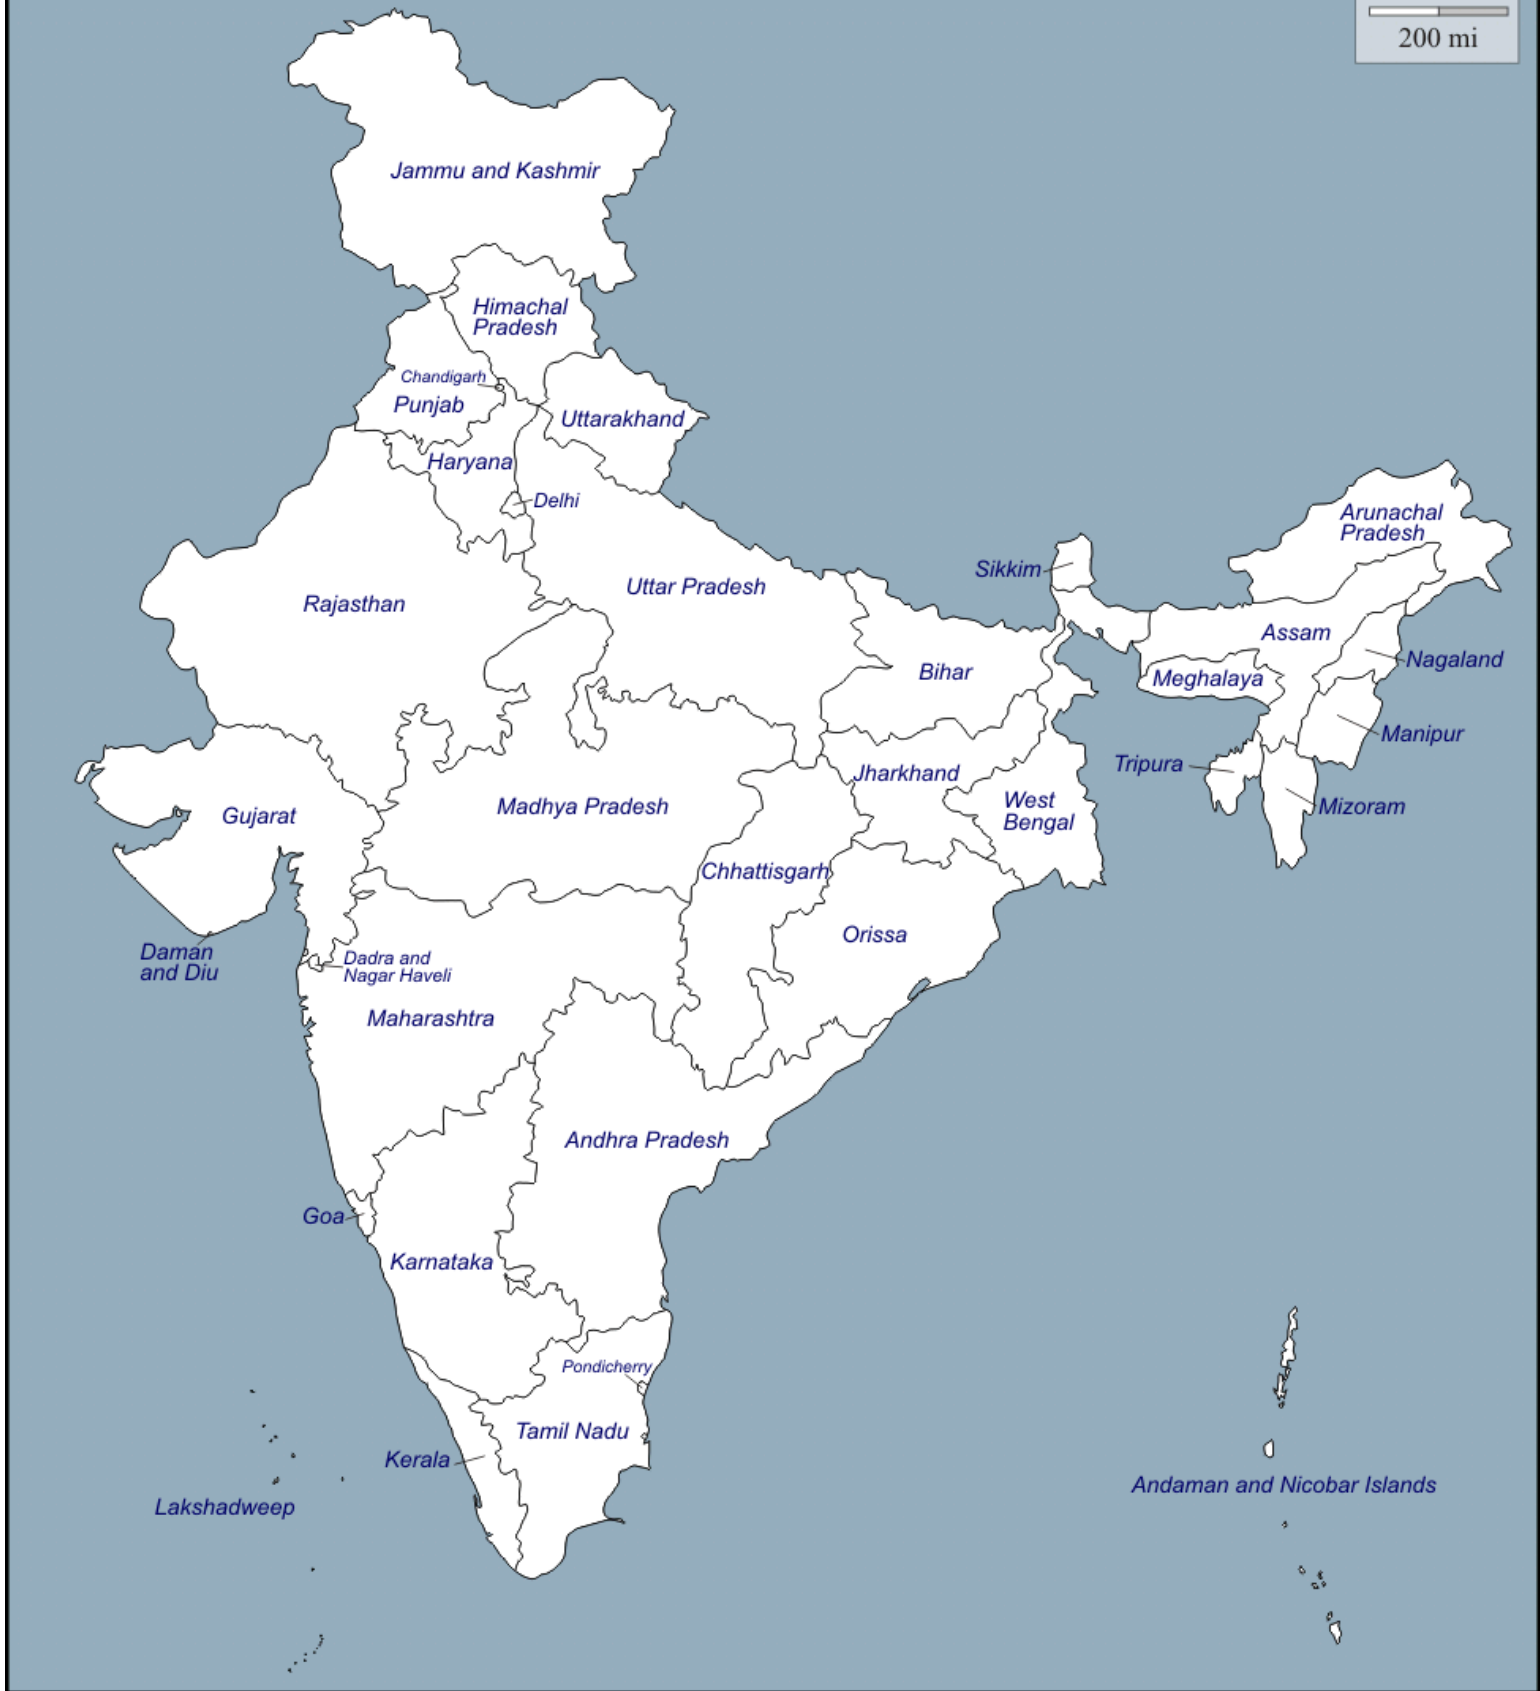 200 mi
Jammu and Kashmir
Himachal
Pradesh
Chandigarh
Punjab
Uttarakhand
Haryana
Delhi
Arunachal
Pradesh
Sikkim
Uttar Pradesh
Rajasthan
Assam
Nagaland
Bihar
Meghalaya
Manipur
Tripura
Jharkhand
Mizoram
Madhya Pradesh
West
Bengal
Gujarat
Chhattisgarh
Orissa
Daman
and Diu
Dadra and
Nagar Haveli
Maharashtra
Andhra Pradesh
Goa
Karnataka
Pondicherry
Tamil Nadu
Kerala
Andaman and Nicobar Islands
Lakshadweep